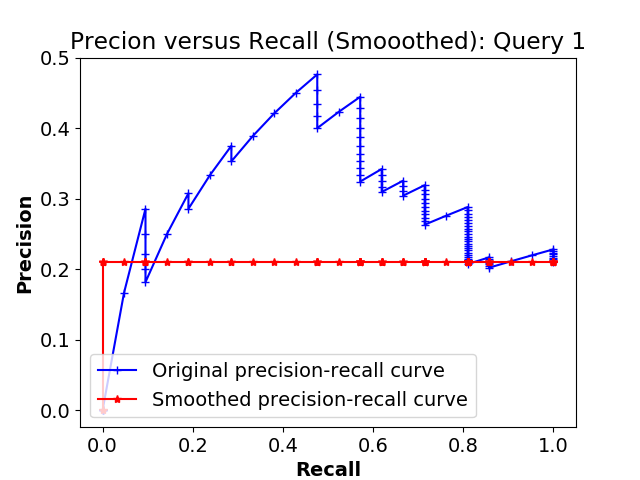 Precion versus Recall (Smooothed): Query 1
0.5
0.4
0.3
0.2
0.1
0.0
Precision
Original precision-recall curve
Smoothed precision-recall curve
0.0 0.2 0.4 0.6 0.8 1.0
Recall